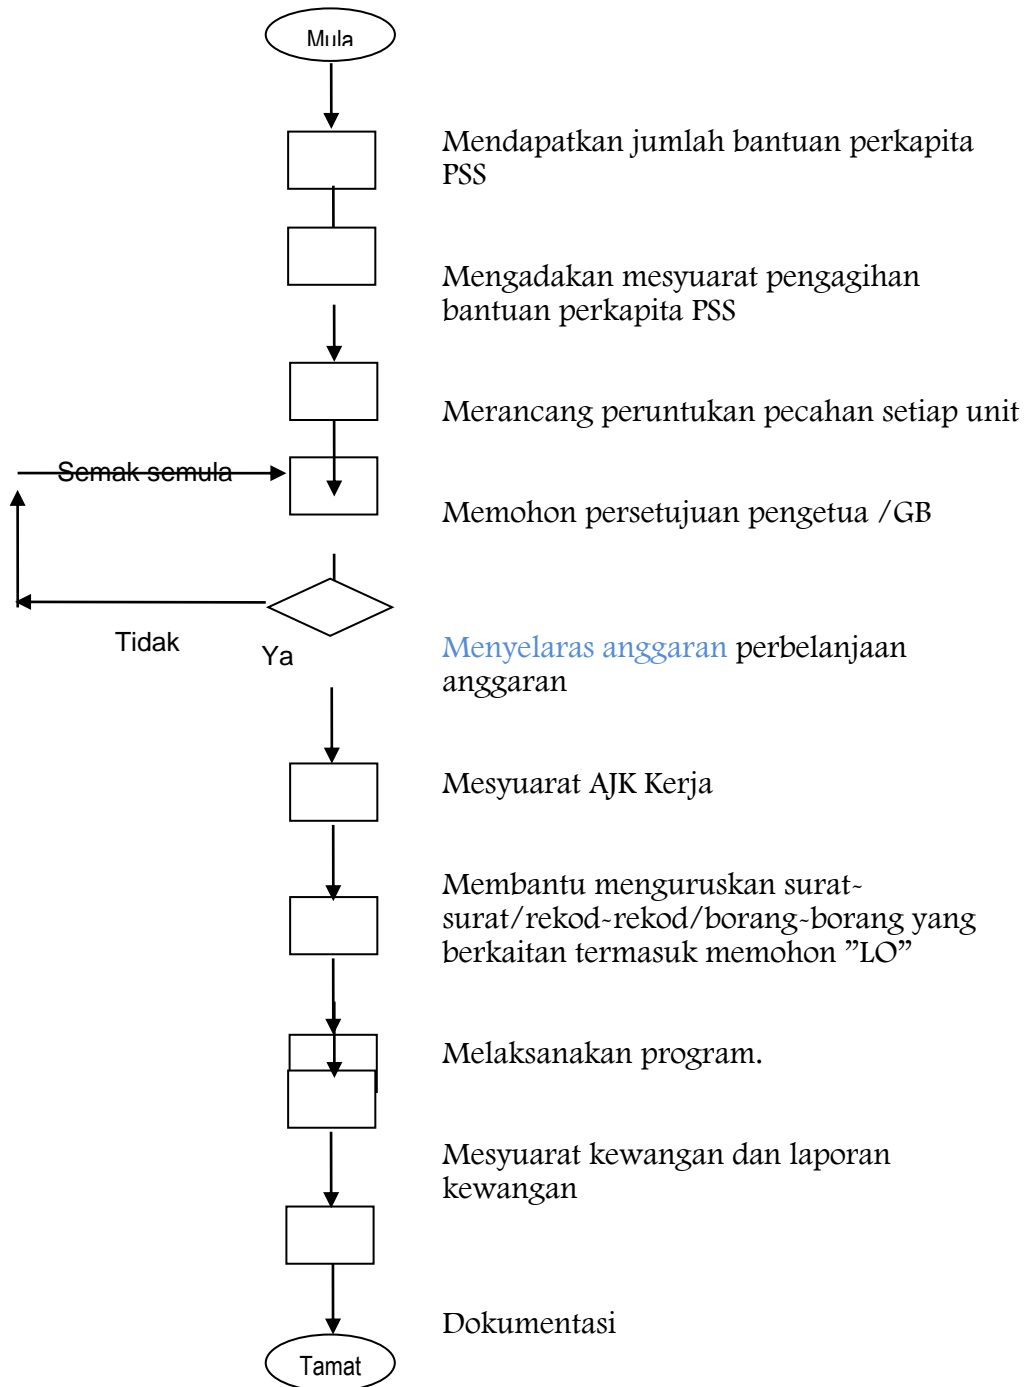 Mula
Mendapatkan jumlah bantuan perkapita
PSS
Mengadakan mesyuarat pengagihan
bantuan perkapita PSS
Merancang peruntukan pecahan setiap unit
Semak semula
Memohon persetujuan pengetua /GB
Tidak
Ya
Menyelaras anggaran perbelanjaan
anggaran
Mesyuarat AJK Kerja
Membantu menguruskan surat-
surat/rekod-rekod/borang-borang yang
berkaitan termasuk memohon ”LO”
Melaksanakan program.
Mesyuarat kewangan dan laporan
kewangan
Dokumentasi
Tamat